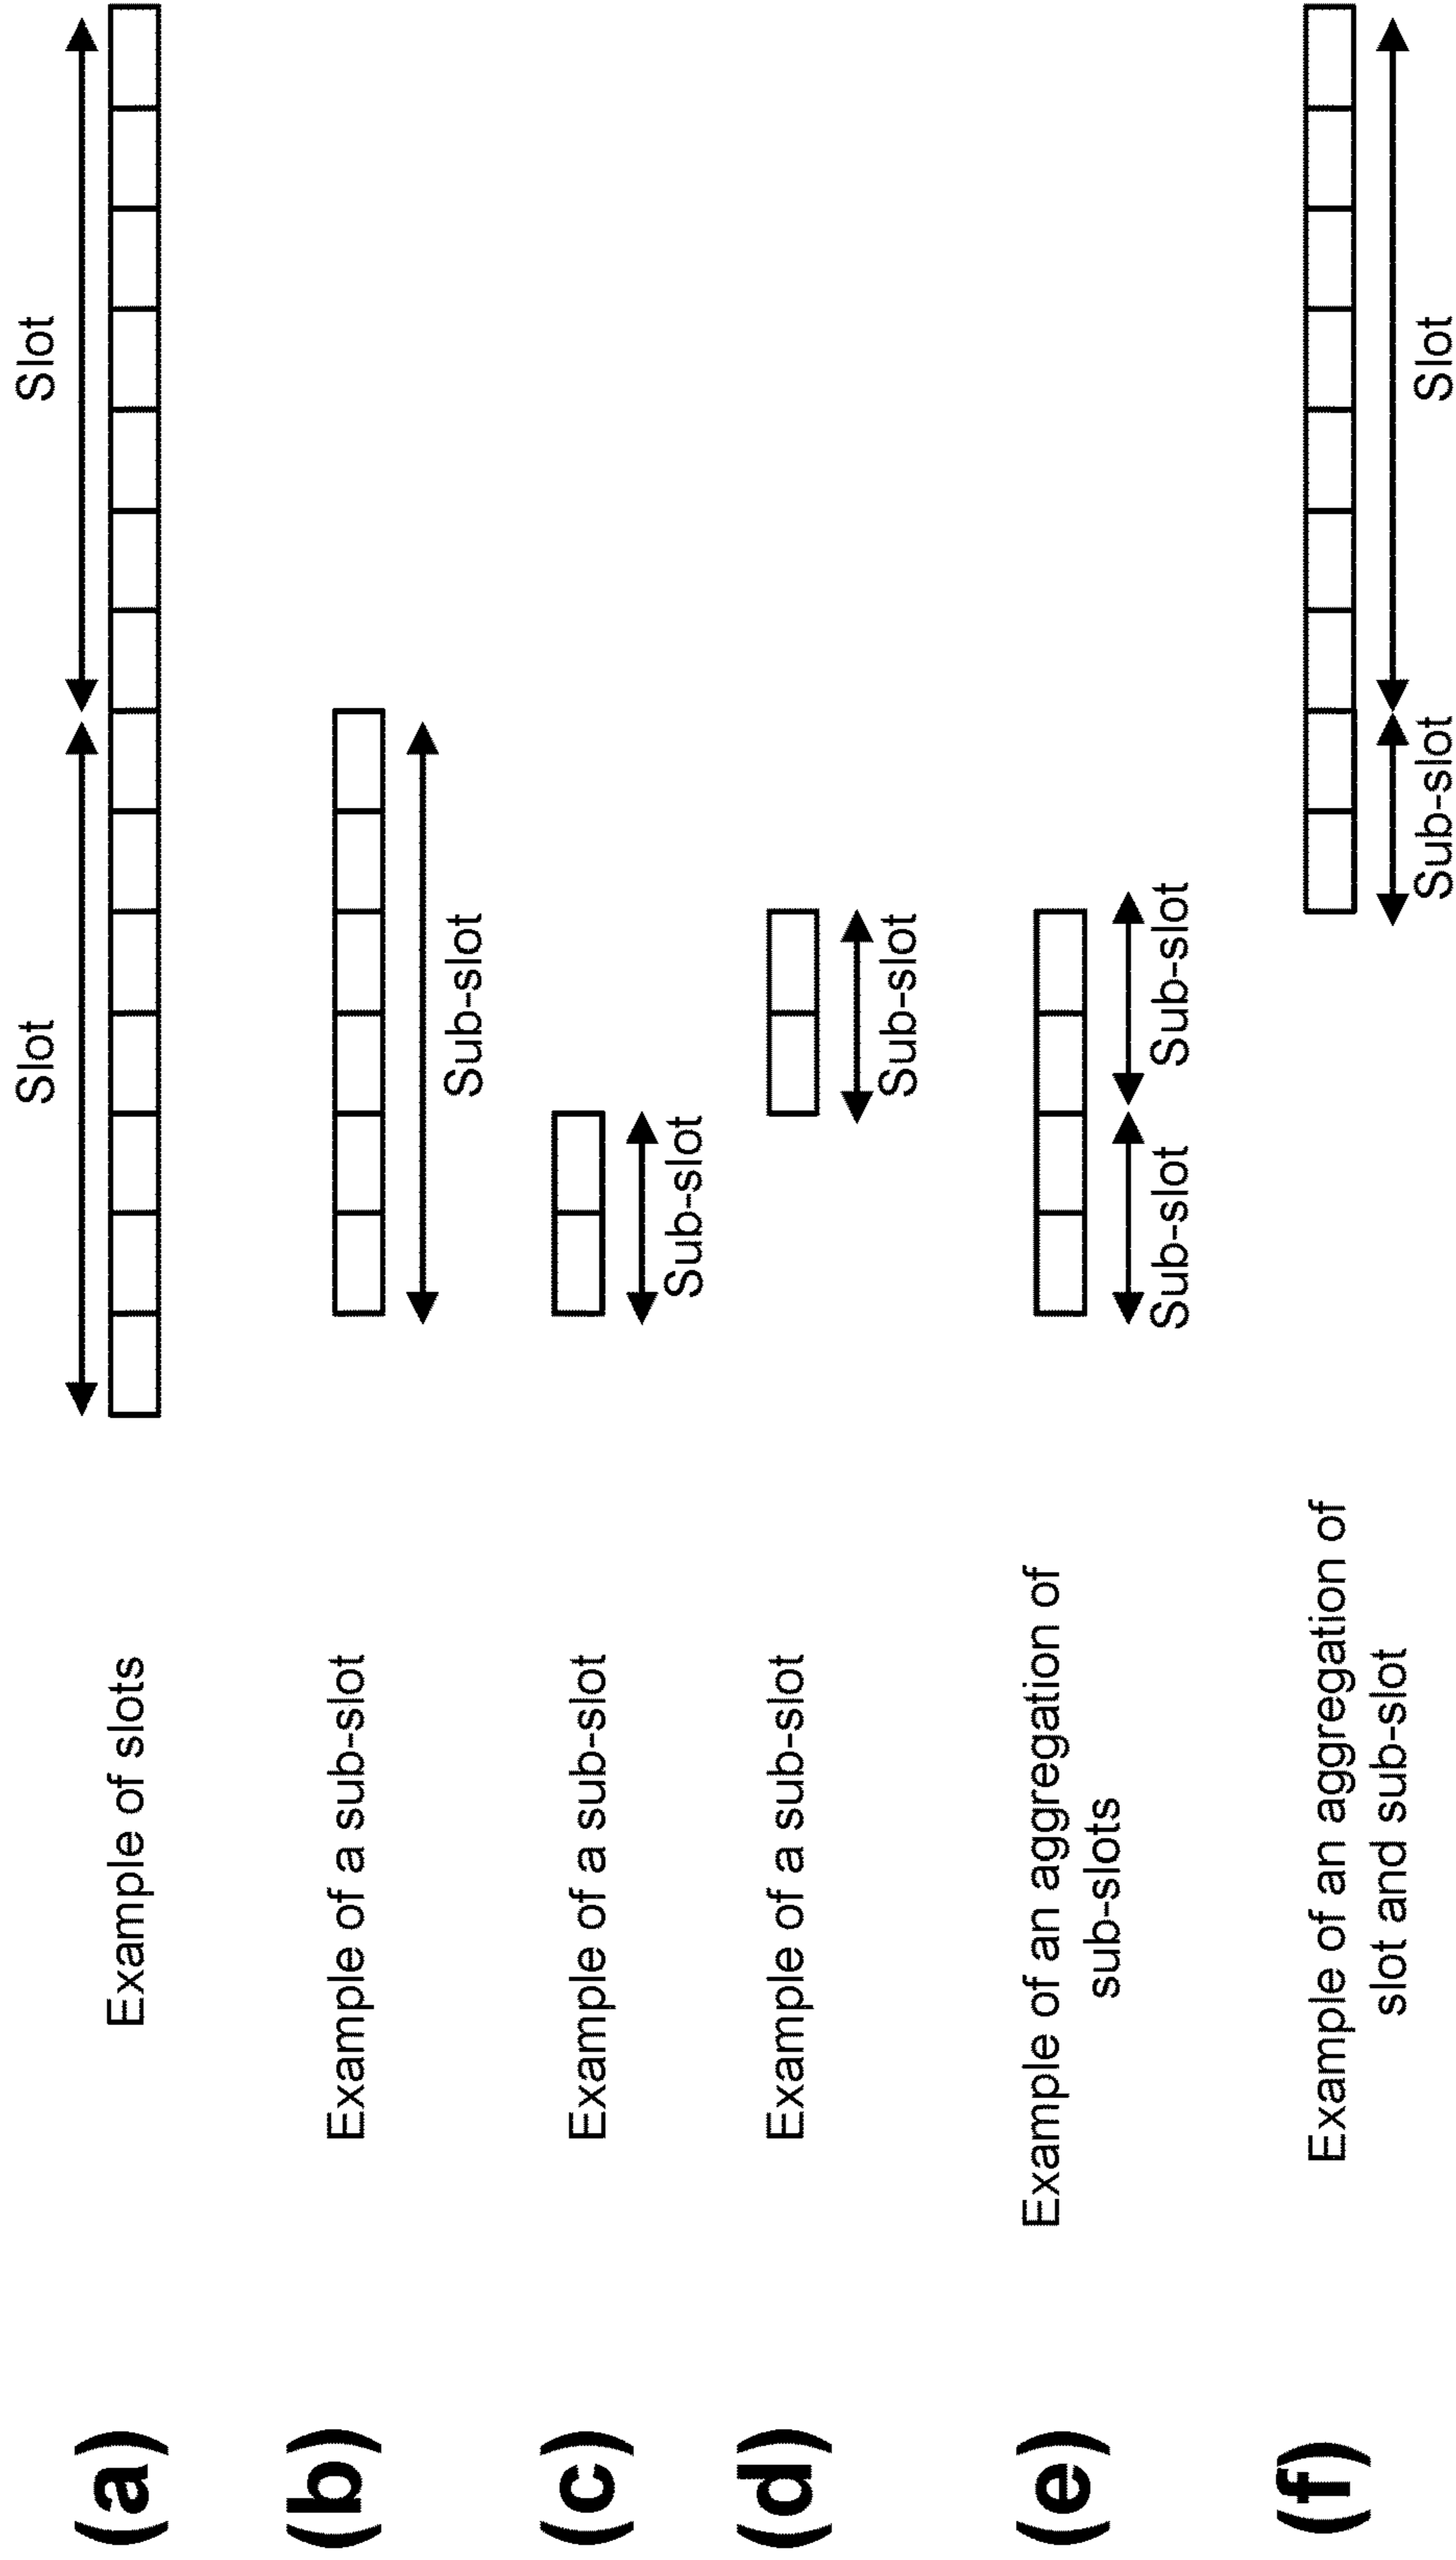 (a)
Example of slots
Slot
Slot
(b)
Example of a sub-slot
Sub-slot
(c)
Example of a sub-slot
Sub-slot
(d)
Example of a sub-slot
Sub-slot
(e)
Example of an aggregation of
sub-slots
Sub-slot
Sub-slot
(f)
Example of an aggregation of
slot and sub-slot
Sub-slot
Slot